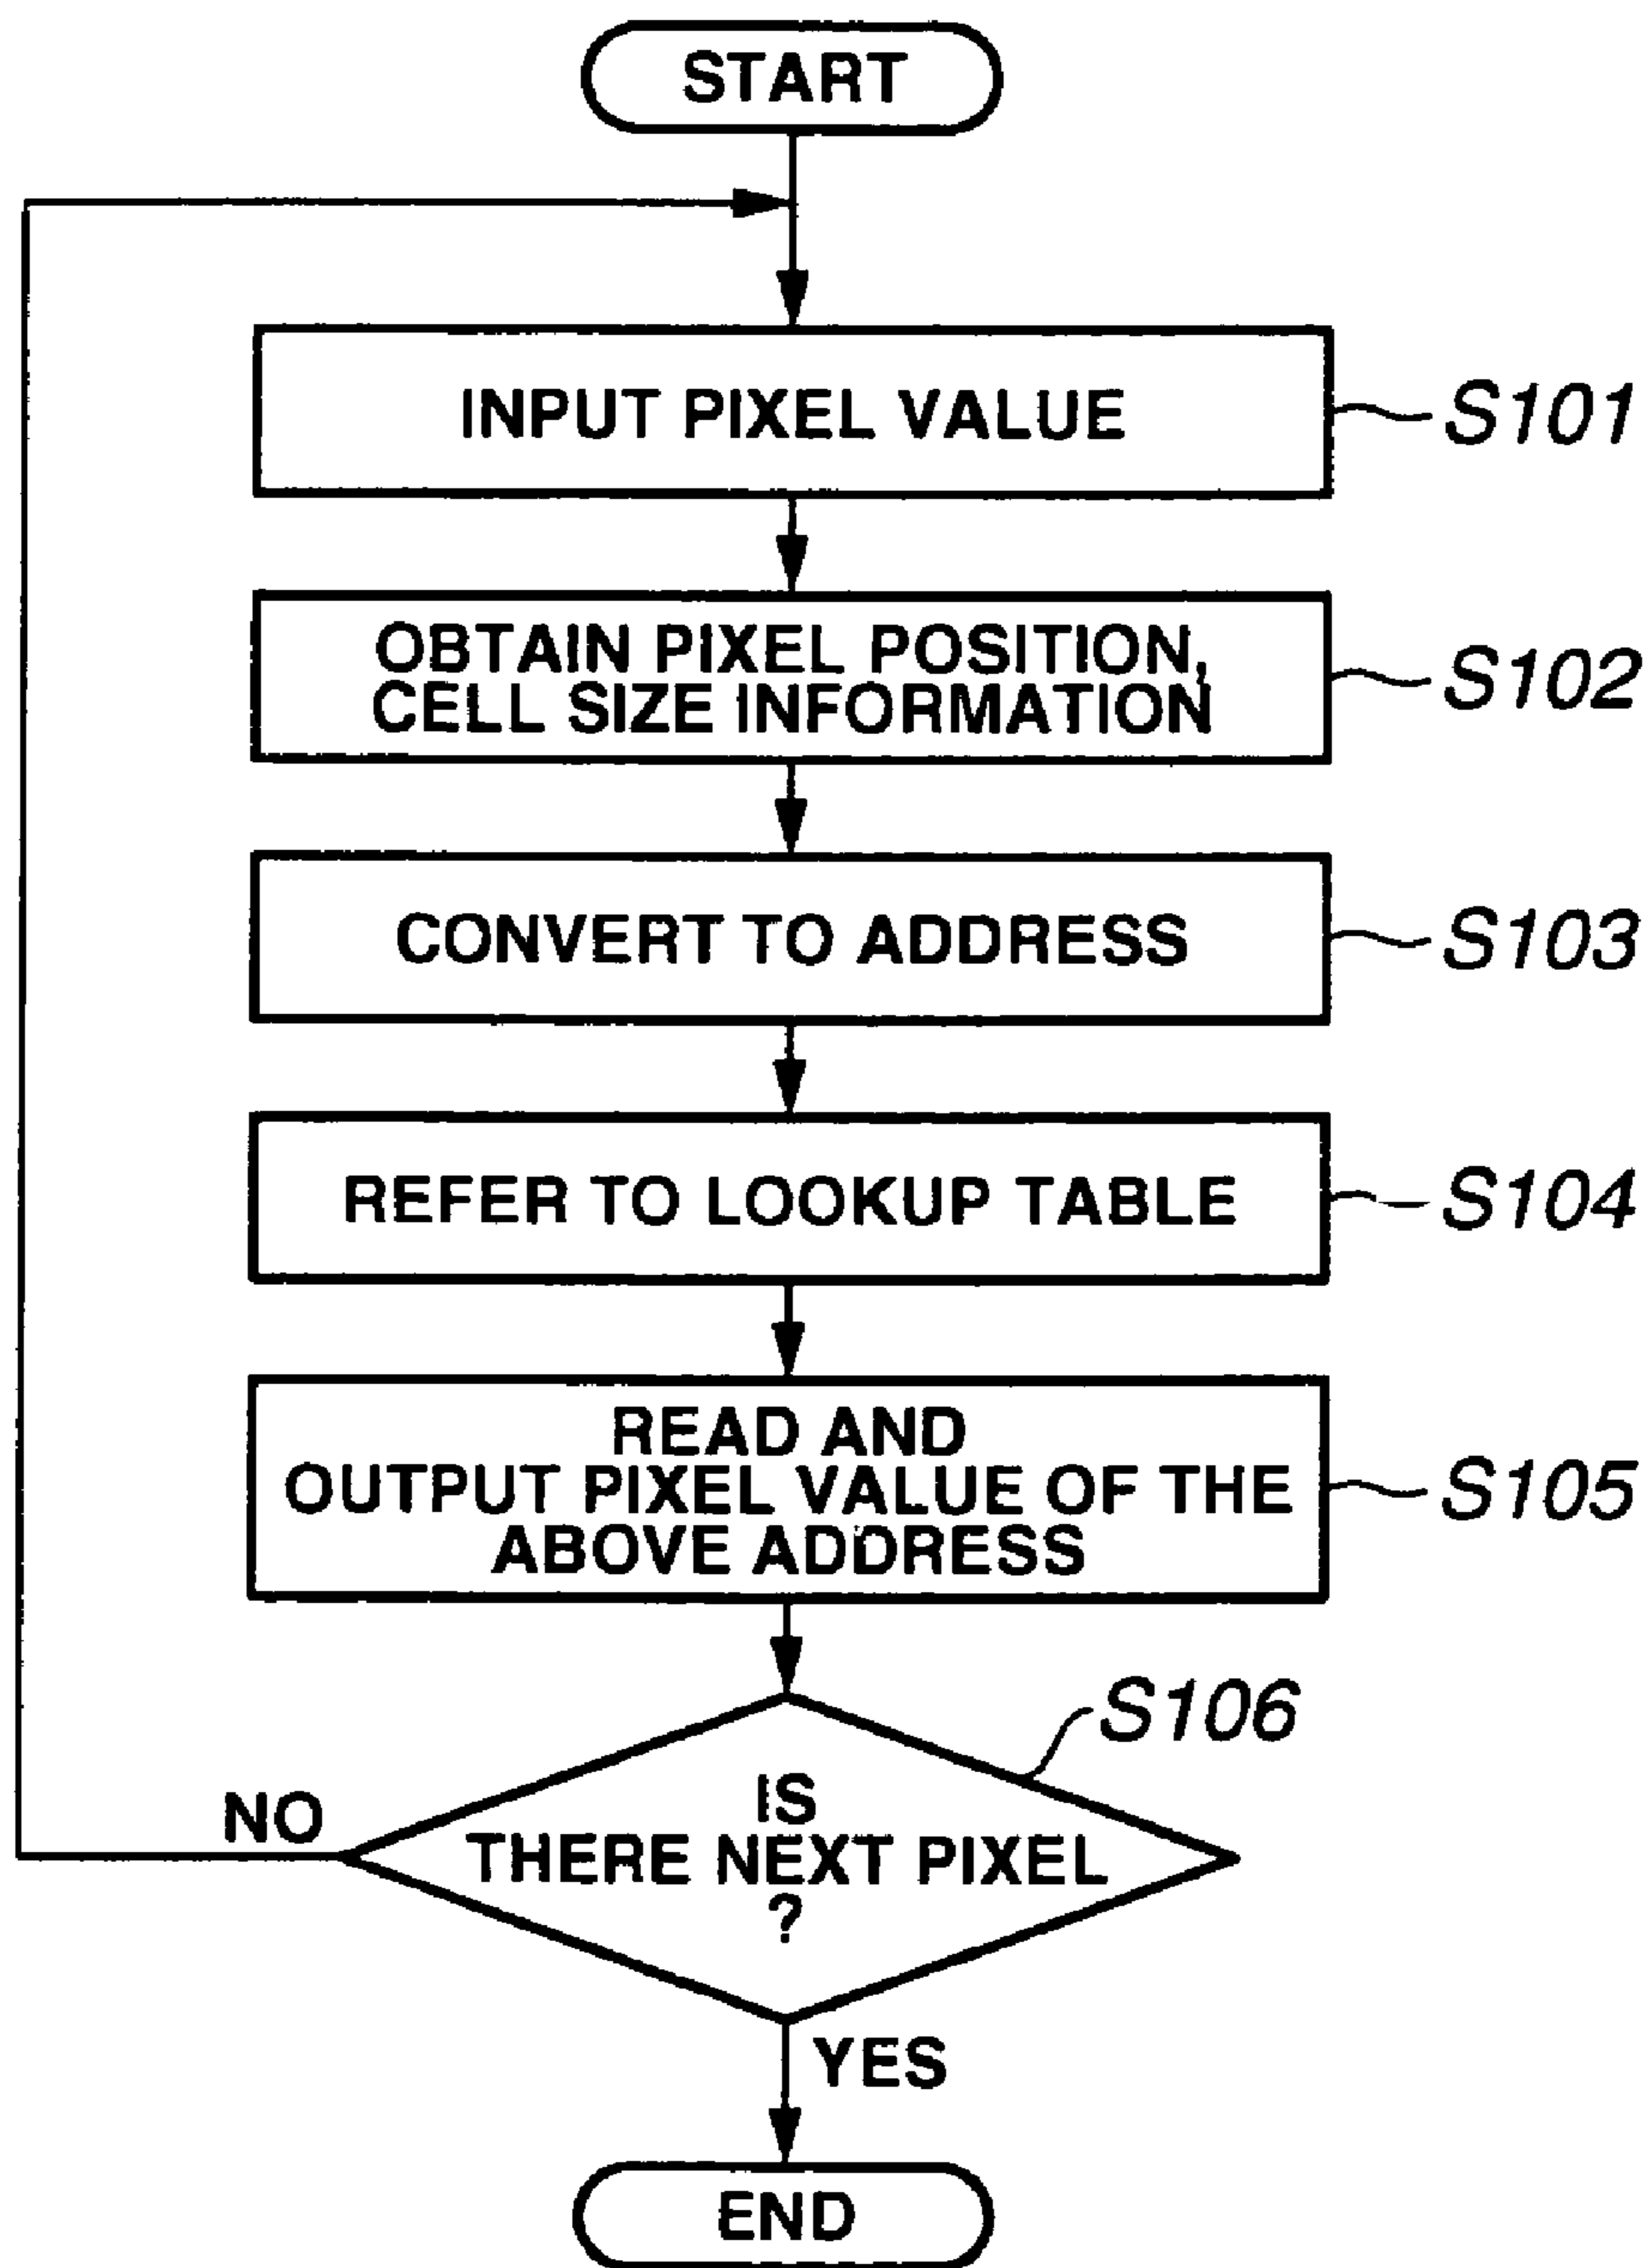 START
INPUT PIXEL VALUE
S101
OBTAIN PIXEL POSITION,
CELL SIZE INFORMATION
S102
CONVERT TO ADDRESS
S103
REFER TO LOOKUP TABLE
S104
READ AND
OUTPUT PIXEL VALUE OF THE
ABOVE ADDRESS
S105
S106
IS
THERE NEXT PIXEL
?
NO
YES
END